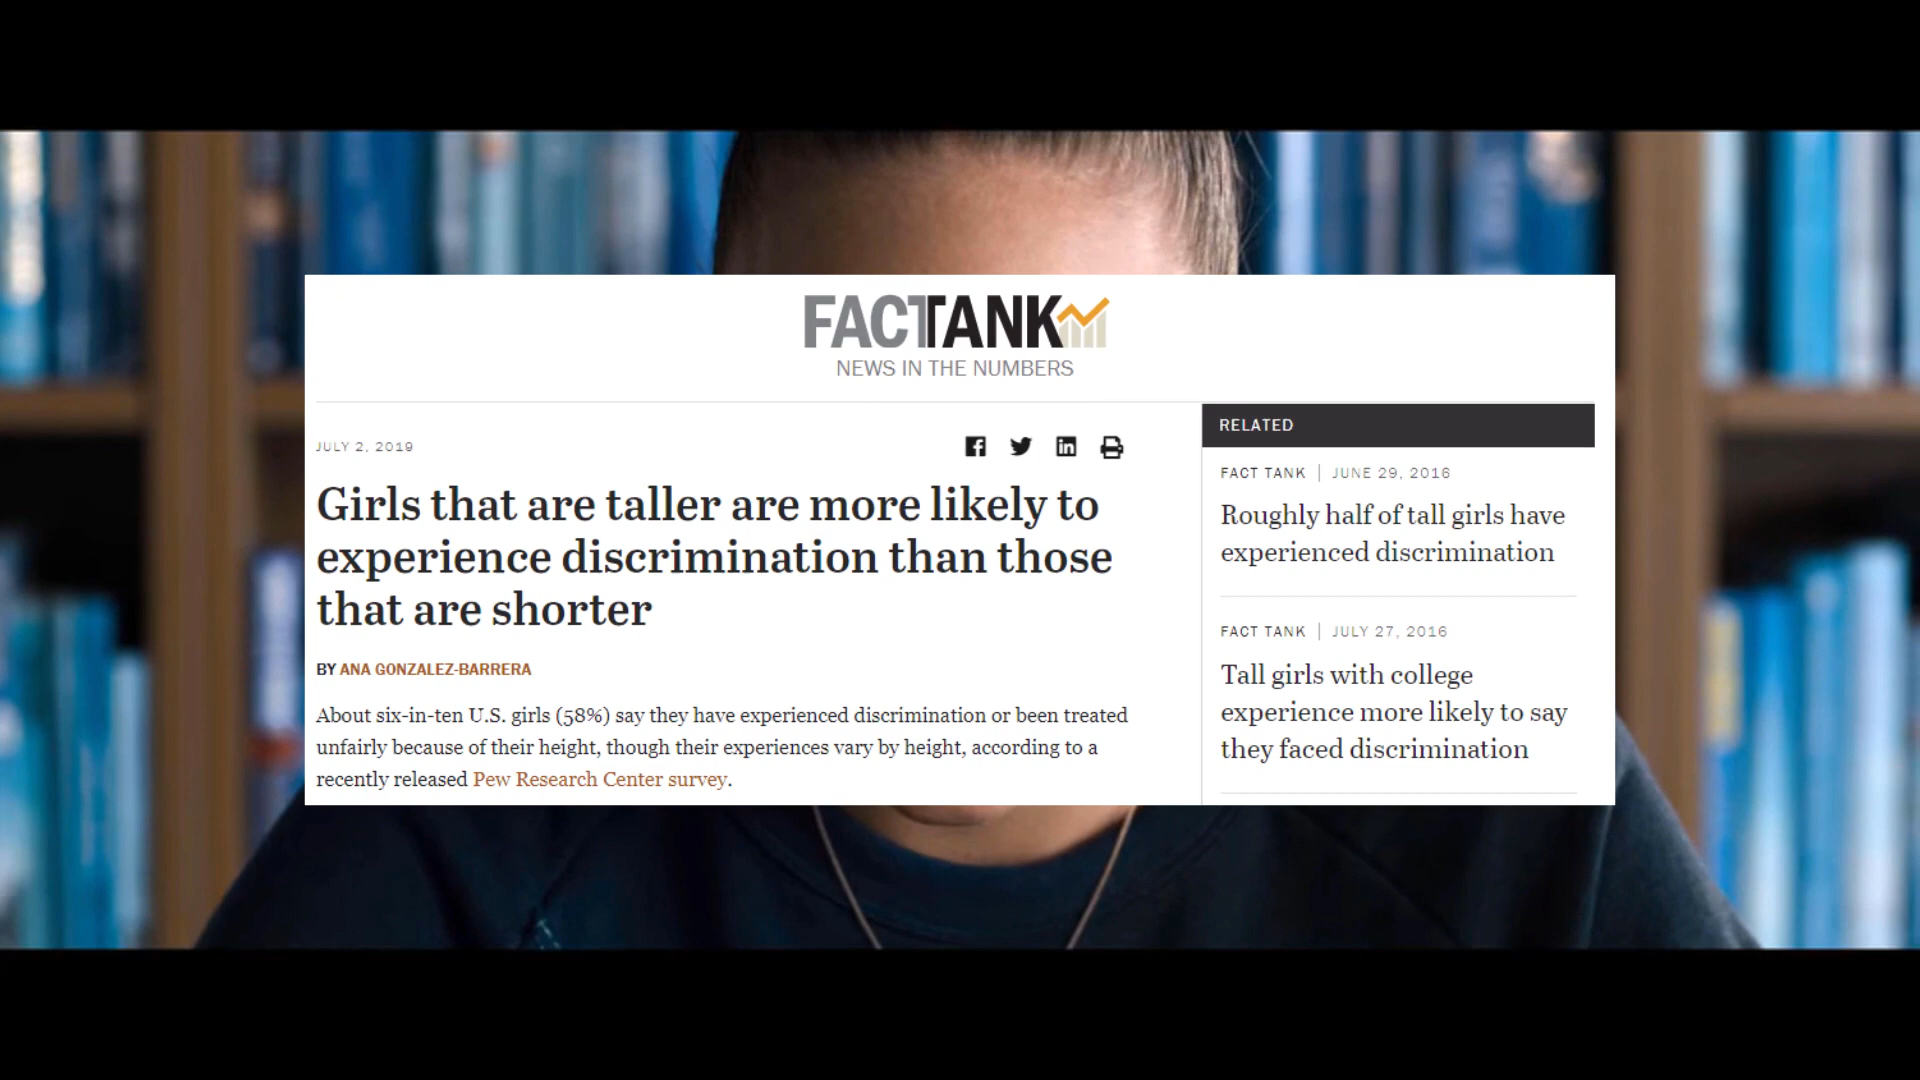 FACTTANK
NEWS IN THE NUMBERS
JULY 2, 2019
Girls that are taller are more likely to
experience discrimination than those
that are shorter
BY ANA GONZALEZ-BARRERA
About six-in-ten U.S. girls (58%) say they have experienced discrimination or been treated
unfairly because of their height, though their experiences vary by height, according to a
recently released Pew Research Center survey.
RELATED
FACT TANK | JUNE 29, 2016
Roughly half of tall girls have
experienced discrimination
FACT TANK | JULY 27, 2016
Tall girls with college
experience more likely to say
they faced discrimination